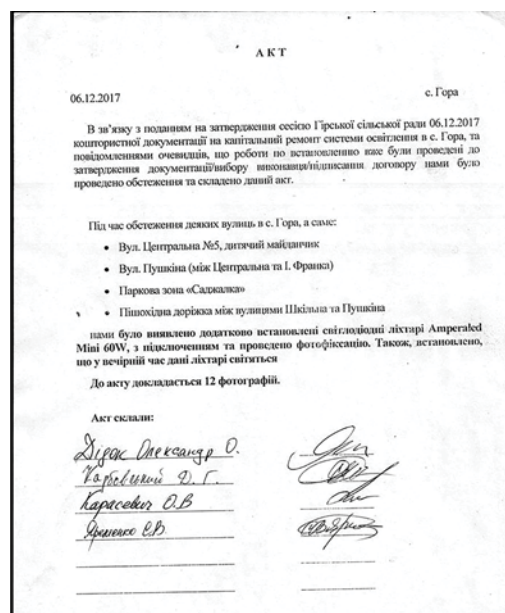 АКТ
06.12.2017 с. Гора
В зв'язку з поданням на затвердження сесією Гірської сільської ради 06.12.2017
кошторисної документації на капітальний ремонт системи освітлення в с. Гора, та
повідомленнями очевидців, що роботи по встановленню вже були проведені до
затвердження документації/вибору виконавця/підписання договору нами було
проведено обстеження та складено даний акт.
Під час обстеження деяких вулиць в с. Гора, а саме:
• Вул. Центральна №5, дитячий майданчик
• Вул. Пушкіна (між Центральна та І. Франка)
• Паркова зона «Саджалка»
• Пішохідна доріжка між вулицями Шкільна та Пушкіна
нами було виявлено додатково встановлені світлодіодні ліхтарі Amperaled
Mini 60W, з підключенням та проведено фотофіксацію. Також, встановлено,
що у вечірній час дані ліхтарі світяться
До акту докладається 12 фотографій.
Акт склали:
Дідок Олександр О.
Д. Г.
Карасевич О.В
Яременко С.В.